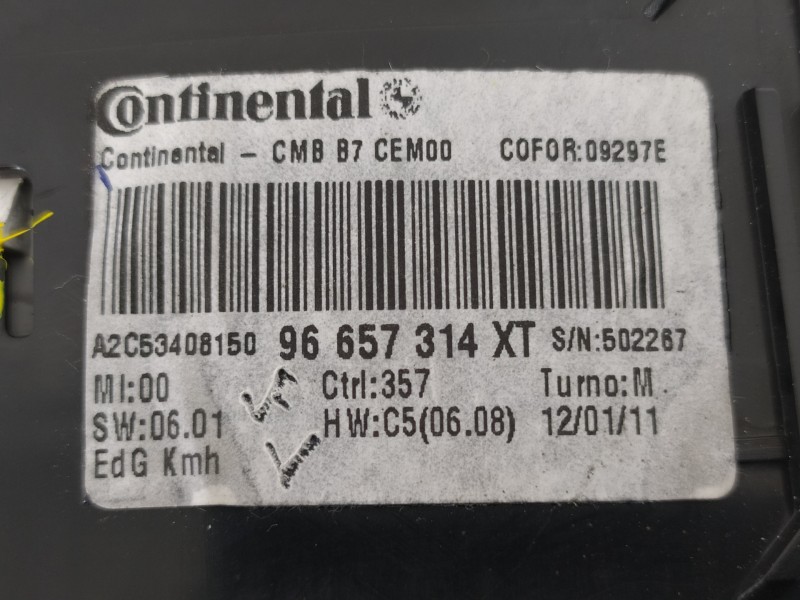 Continental
Continental - CMB B7 CEM00 COFOR:09297E
A2C53408150 96 657 314 XT S/N:502267
MI:00 Ctrl:357 Turno:M
SW:06.01 HW:C5(06.08) 12/01/11
EdG Kmh